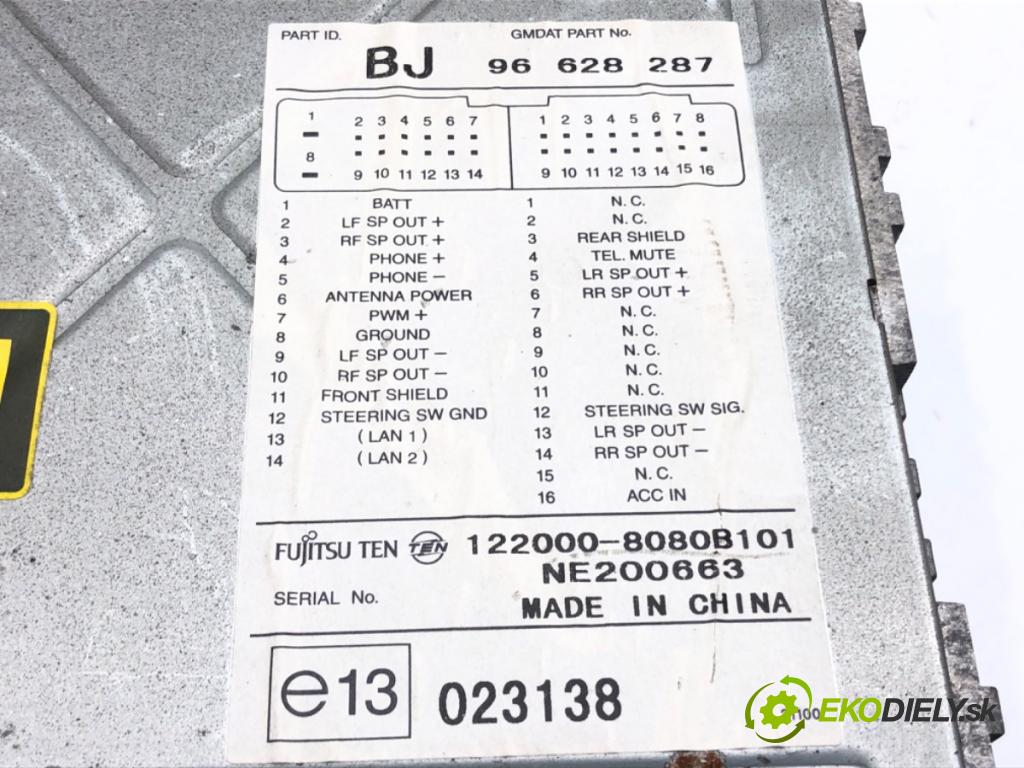 PART ID. GMDAT PART No.
BJ 96 628 287
1 2 3 4 5 6 7 1 2 3 4 5 6 7 8
8 9 10 11 12 13 14 9 10 11 12 13 14 15 16
1 BATT 1 N.C.
2 LF SP OUT + 2 N.C.
3 RF SP OUT + 3 REAR SHIELD
4 PHONE + 4 TEL. MUTE
5 PHONE − 5 LR SP OUT +
6 ANTENNA POWER 6 RR SP OUT +
7 PWM + 7 N.C.
8 GROUND 8 N.C.
9 LF SP OUT − 9 N.C.
10 RF SP OUT − 10 N.C.
11 FRONT SHIELD 11 N.C.
12 STEERING SW GND 12 STEERING SW SIG.
13 (LAN 1) 13 LR SP OUT −
14 (LAN 2) 14 RR SP OUT −
15 N.C.
16 ACC IN
FUJITSU TEN TEN 122000-8080B101
NE200663
SERIAL No. MADE IN CHINA
e13 023138
EKODIELY.sk